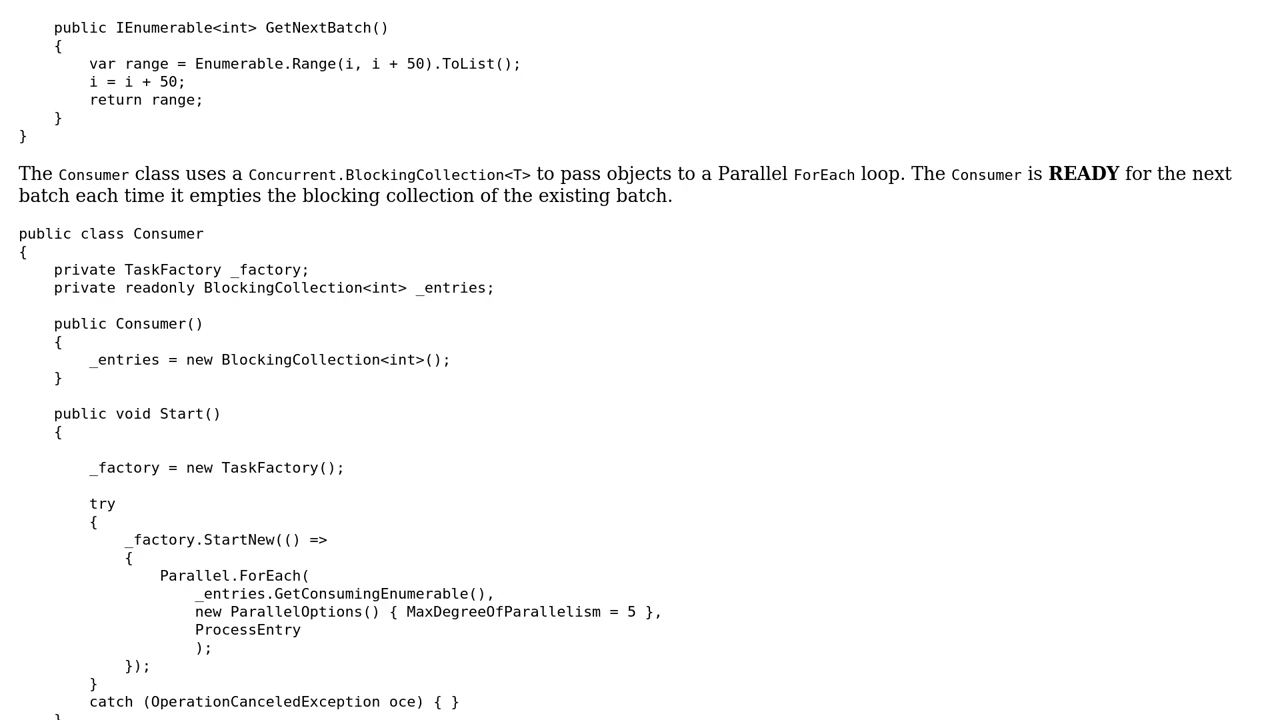 public IEnumerable<int> GetNextBatch()
    {
        var range = Enumerable.Range(i, i + 50).ToList();
        i = i + 50;
        return range;
    }
}
The Consumer class uses a Concurrent.BlockingCollection<T> to pass objects to a Parallel ForEach loop. The Consumer is READY for the next
batch each time it empties the blocking collection of the existing batch.
public class Consumer
{
    private TaskFactory _factory;
    private readonly BlockingCollection<int> _entries;

    public Consumer()
    {
        _entries = new BlockingCollection<int>();
    }

    public void Start()
    {

        _factory = new TaskFactory();

        try
        {
            _factory.StartNew(() =>
            {
                Parallel.ForEach(
                    _entries.GetConsumingEnumerable(),
                    new ParallelOptions() { MaxDegreeOfParallelism = 5 },
                    ProcessEntry
                    );
            });
        }
        catch (OperationCanceledException oce) { }
    }